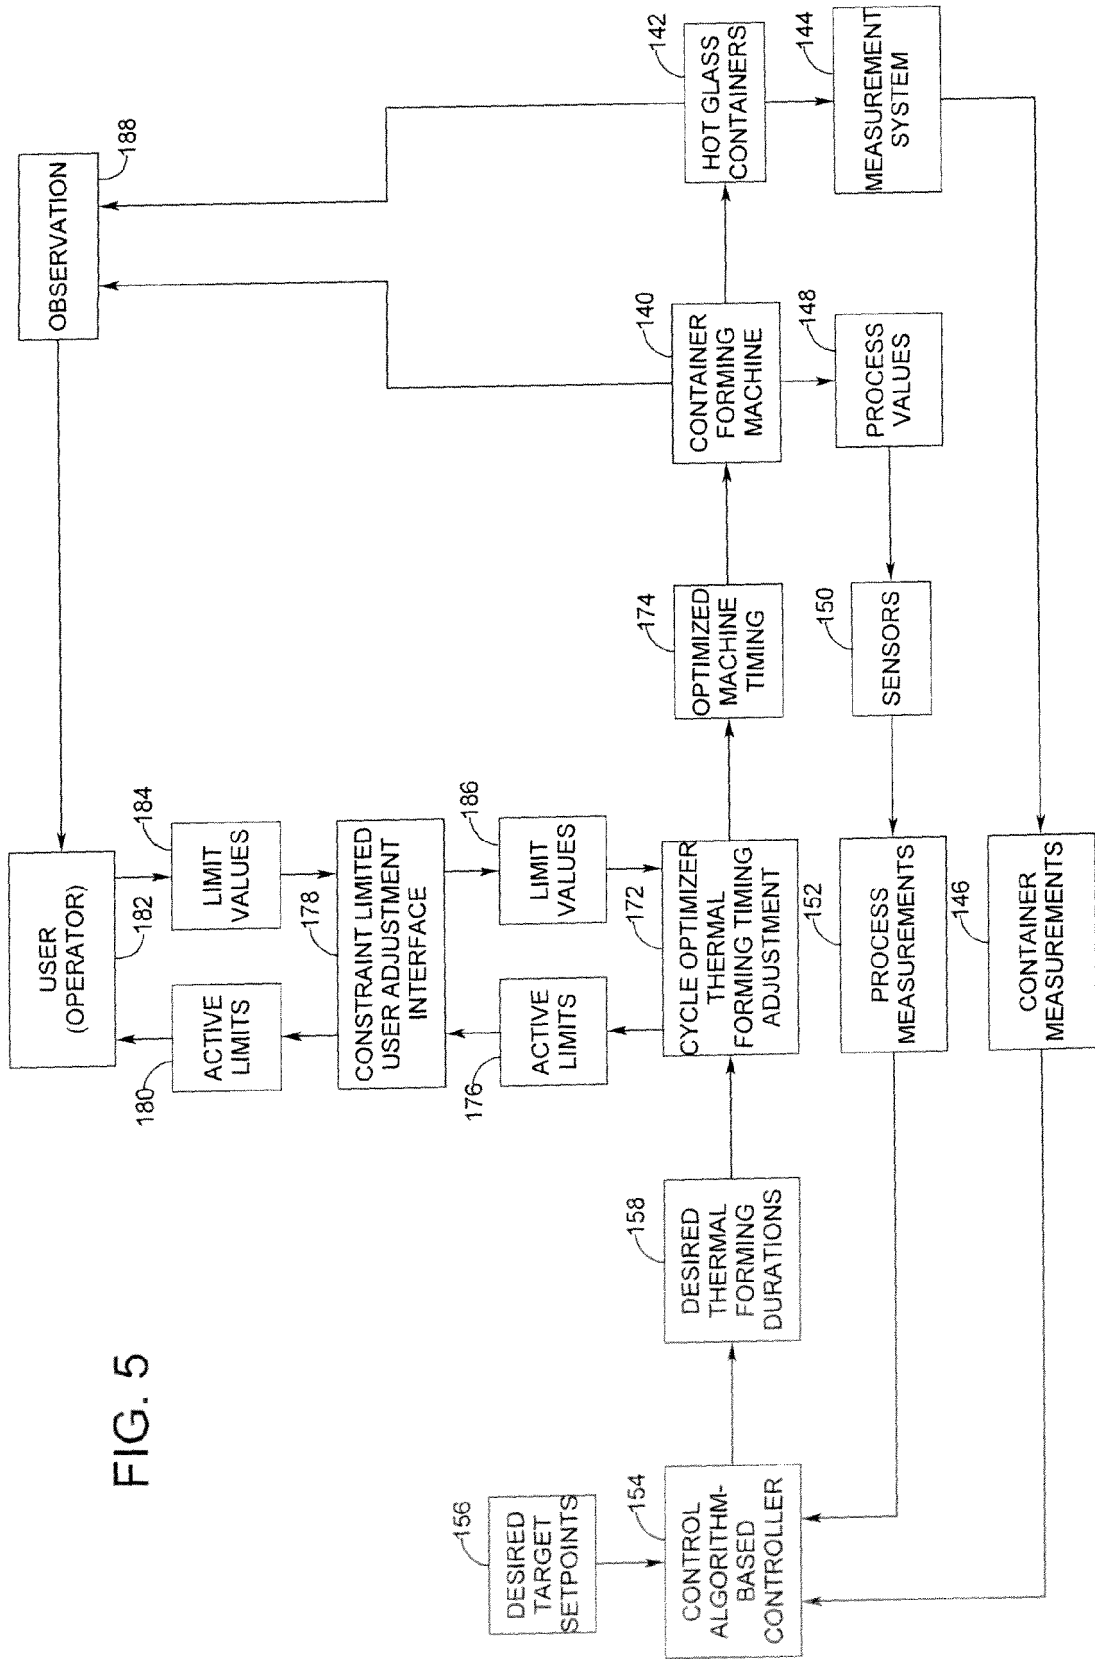 FIG. 5
OBSERVATION
188
USER
(OPERATOR)
182
184
LIMIT
VALUES
180
ACTIVE
LIMITS
178
CONSTRAINT LIMITED
USER ADJUSTMENT
INTERFACE
186
LIMIT
VALUES
176
ACTIVE
LIMITS
156
DESIRED
TARGET
SETPOINTS
154
CONTROL
ALGORITHM-
BASED
CONTROLLER
158
DESIRED
THERMAL
FORMING
DURATIONS
172
CYCLE OPTIMIZER
THERMAL
FORMING TIMING
ADJUSTMENT
174
OPTIMIZED
MACHINE
TIMING
140
CONTAINER
FORMING
MACHINE
142
HOT GLASS
CONTAINERS
144
MEASUREMENT
SYSTEM
148
PROCESS
VALUES
150
SENSORS
152
PROCESS
MEASUREMENTS
146
CONTAINER
MEASUREMENTS